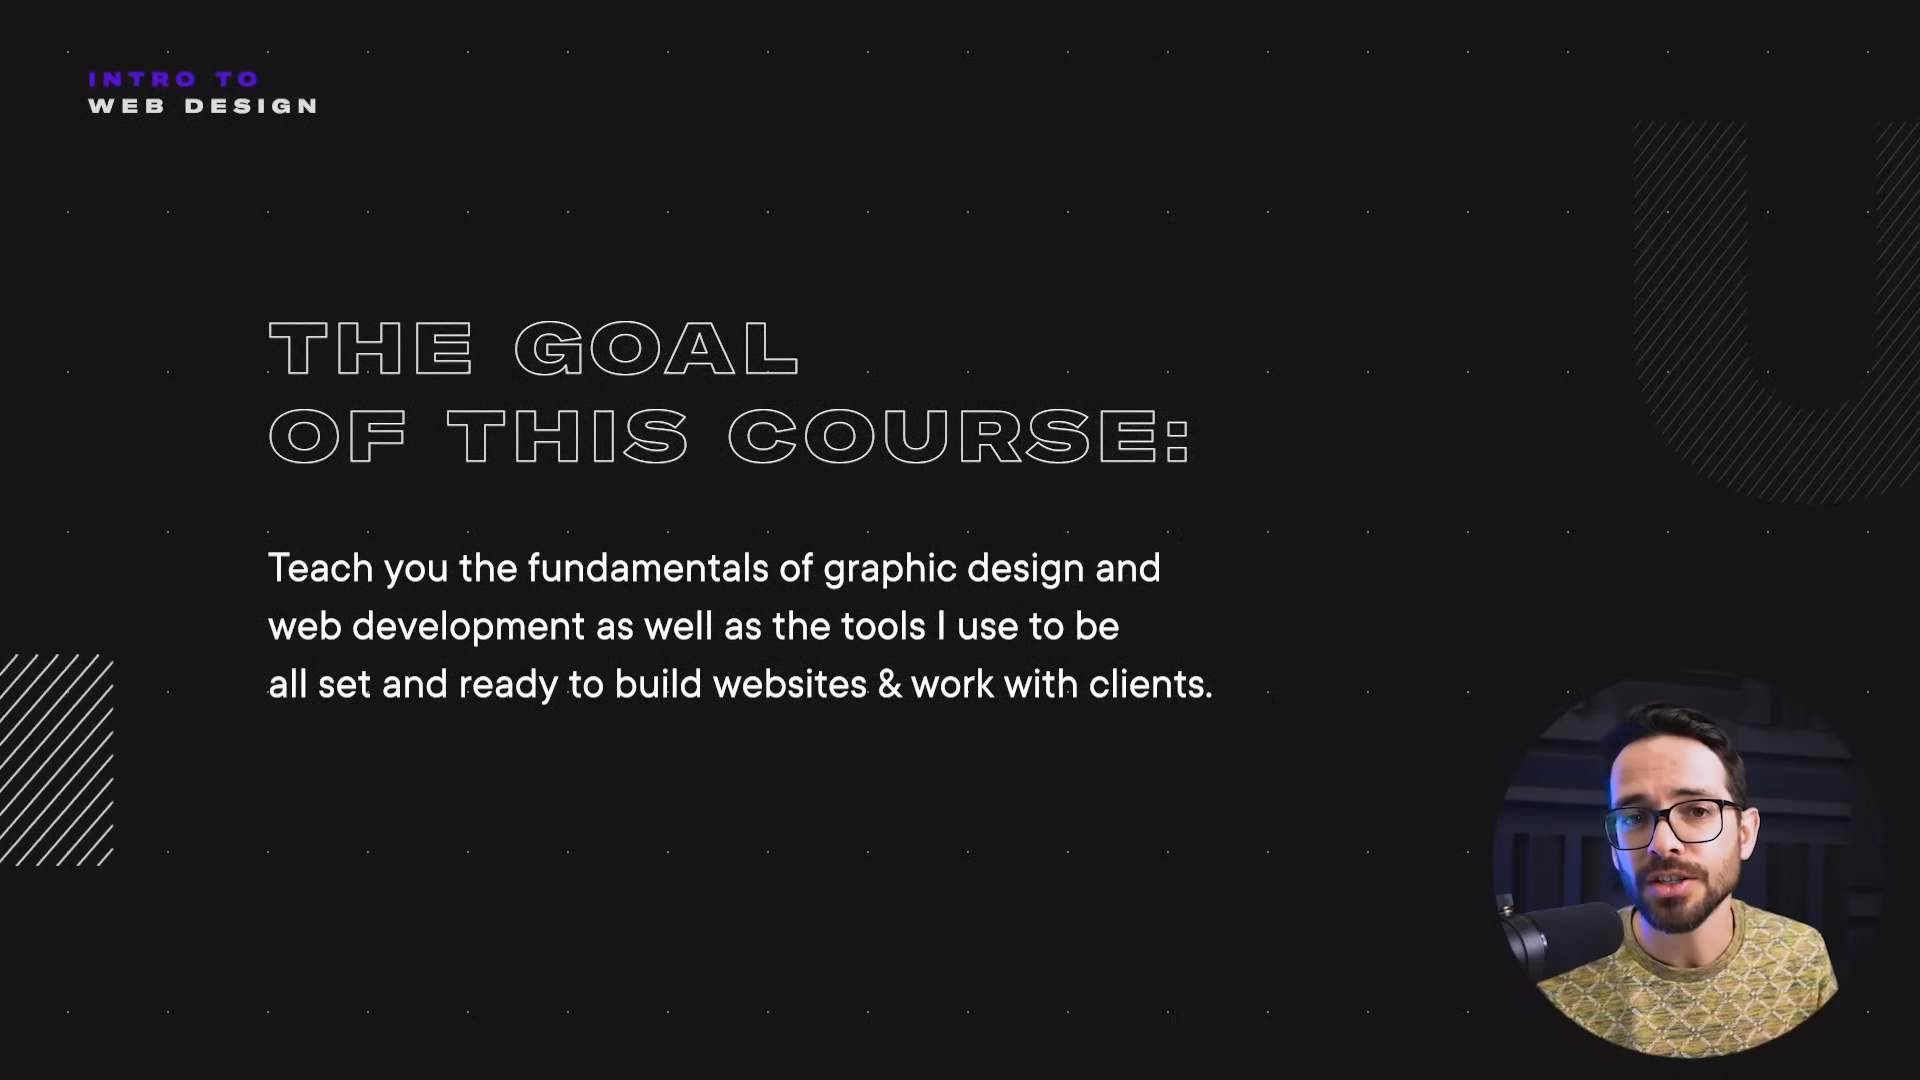 INTRO TO
WEB DESIGN
THE GOAL
OF THIS COURSE:
Teach you the fundamentals of graphic design and
web development as well as the tools I use to be
all set and ready to build websites & work with clients.